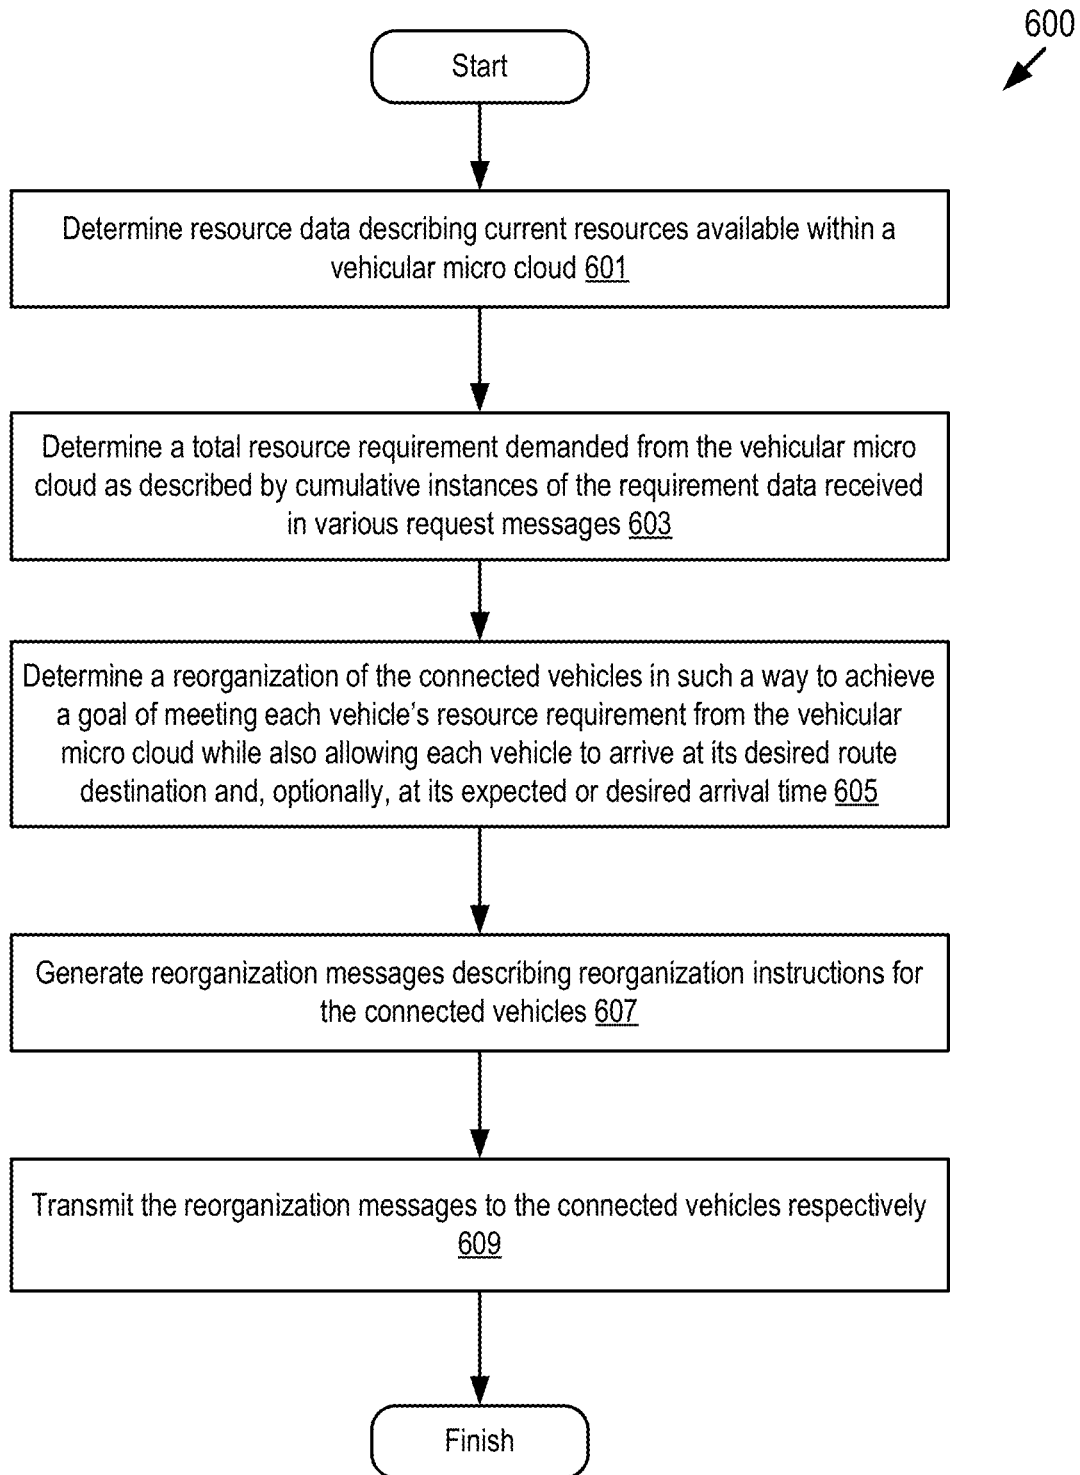 600
Start
Determine resource data describing current resources available within a
vehicular micro cloud 601
Determine a total resource requirement demanded from the vehicular micro
cloud as described by cumulative instances of the requirement data received
in various request messages 603
Determine a reorganization of the connected vehicles in such a way to achieve
a goal of meeting each vehicle's resource requirement from the vehicular
micro cloud while also allowing each vehicle to arrive at its desired route
destination and, optionally, at its expected or desired arrival time 605
Generate reorganization messages describing reorganization instructions for
the connected vehicles 607
Transmit the reorganization messages to the connected vehicles respectively
609
Finish